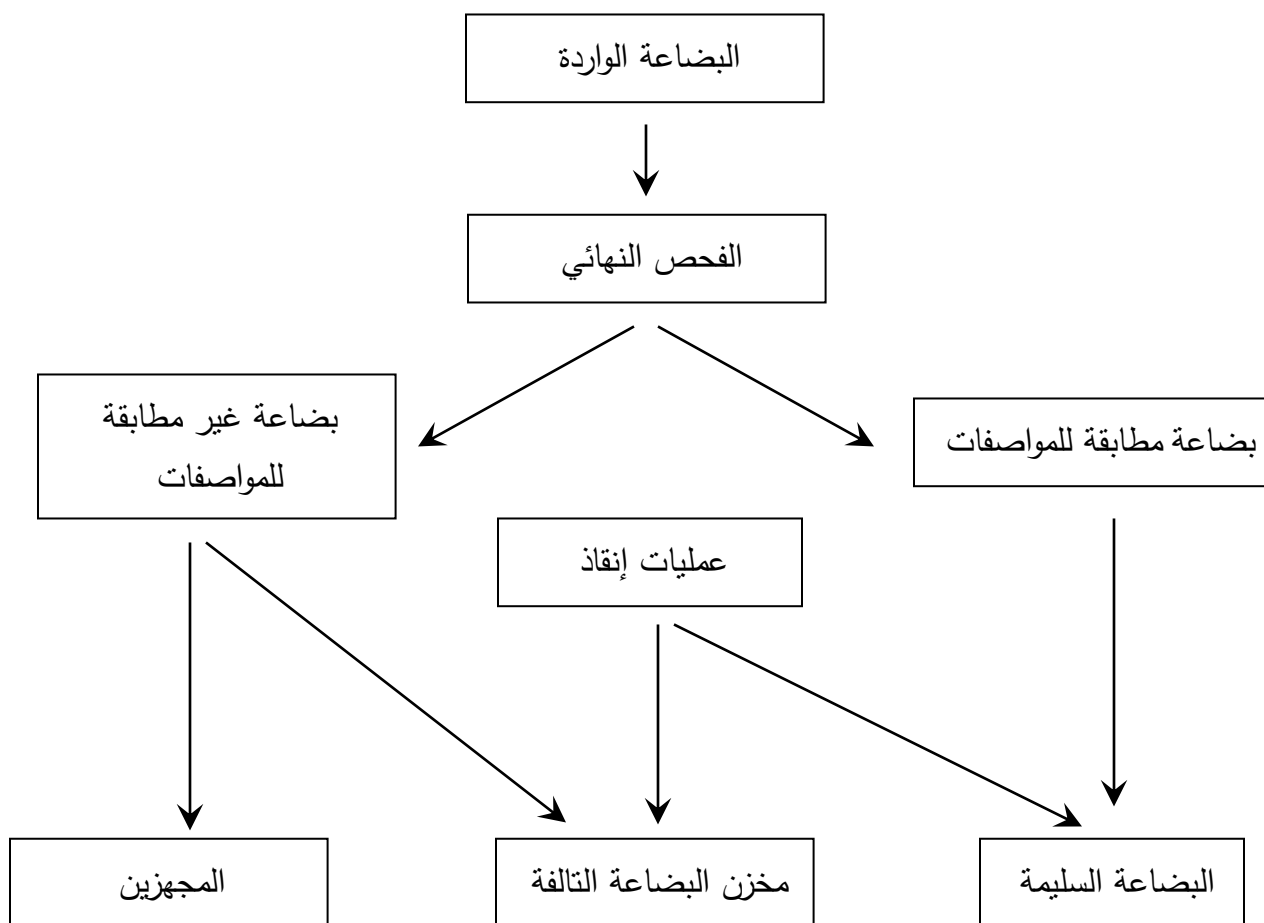 البضاعة الواردة
الفحص النهائي
بضاعة مطابقة للمواصفات
بضاعة غير مطابقة
للمواصفات
عمليات إنقاذ
البضاعة السليمة
مخزن البضاعة التالفة
المجهزين